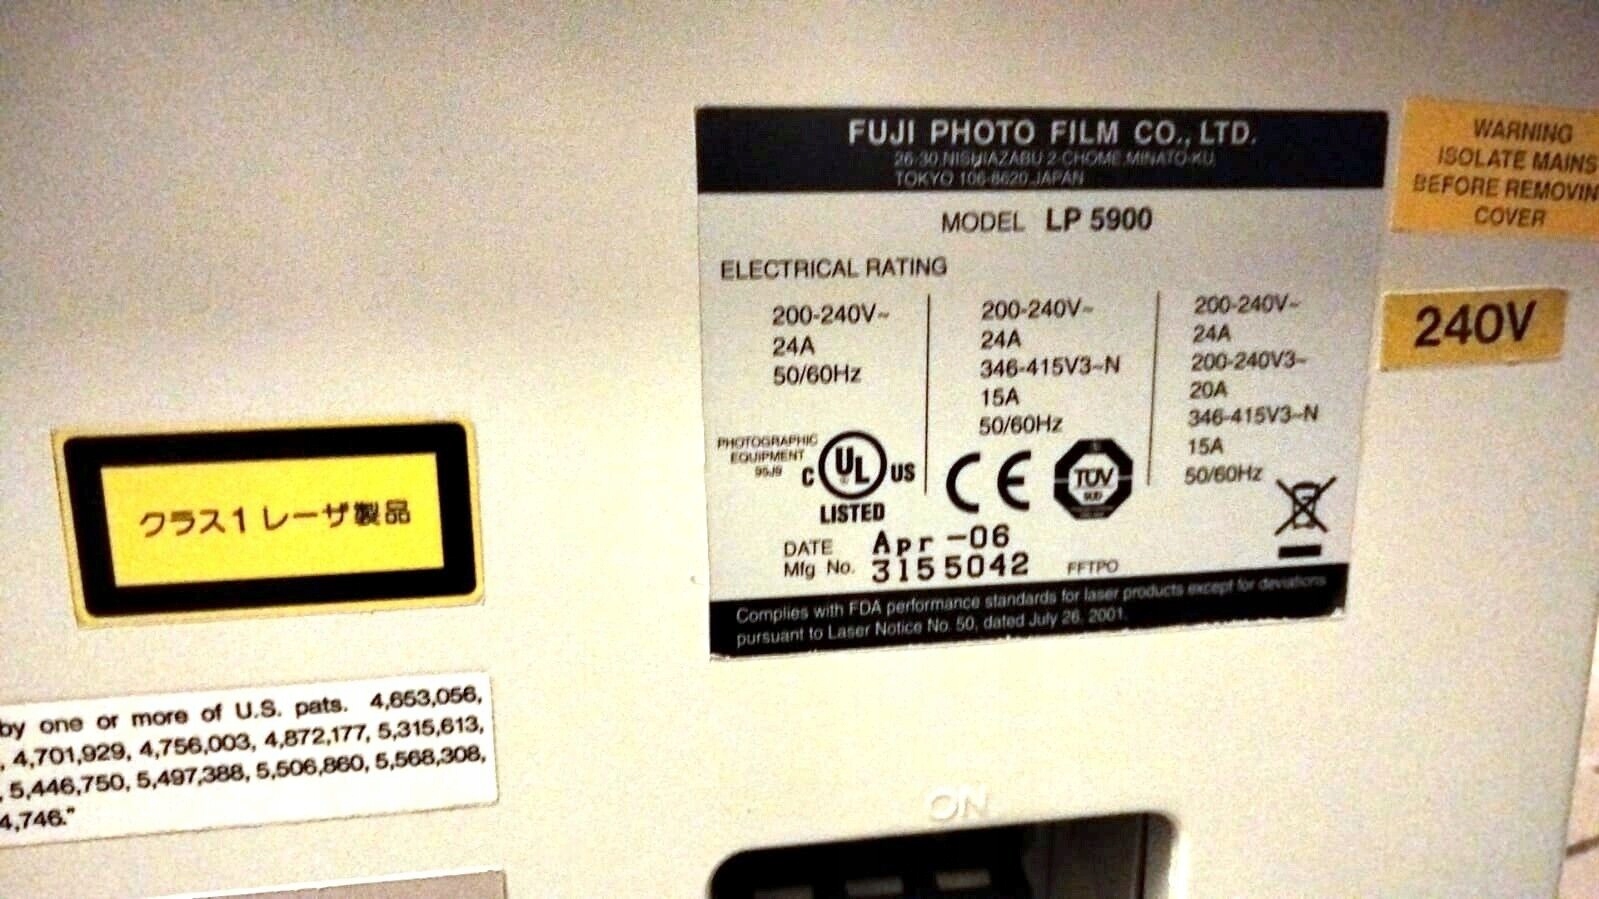 FUJI PHOTO FILM CO., LTD.
26-30 NISHIAZABU 2-CHOME MINATO-KU
TOKYO 106-8620 JAPAN
MODEL LP 5900
ELECTRICAL RATING
200-240V~
24A
50/60Hz
200-240V~
24A
346-415V3~N
15A
50/60Hz
200-240V~
24A
200-240V3~
20A
346-415V3~N
15A
50/60Hz
PHOTOGRAPHIC
EQUIPMENT
95J9
C UL US
LISTED
CE
TÜV
SÜD
DATE Apr-06
Mfg No. 3155042
FFTPO
Complies with FDA performance standards for laser products except for deviations
pursuant to Laser Notice No. 50, dated July 26, 2001.
WARNING
ISOLATE MAINS
BEFORE REMOVIN
COVER
240V
クラス1レーザ製品
by one or more of U.S. pats. 4,653,056,
, 4,701,929, 4,756,003, 4,872,177, 5,315,613,
, 5,446,750, 5,497,388, 5,506,860, 5,568,308,
4,746."
ON